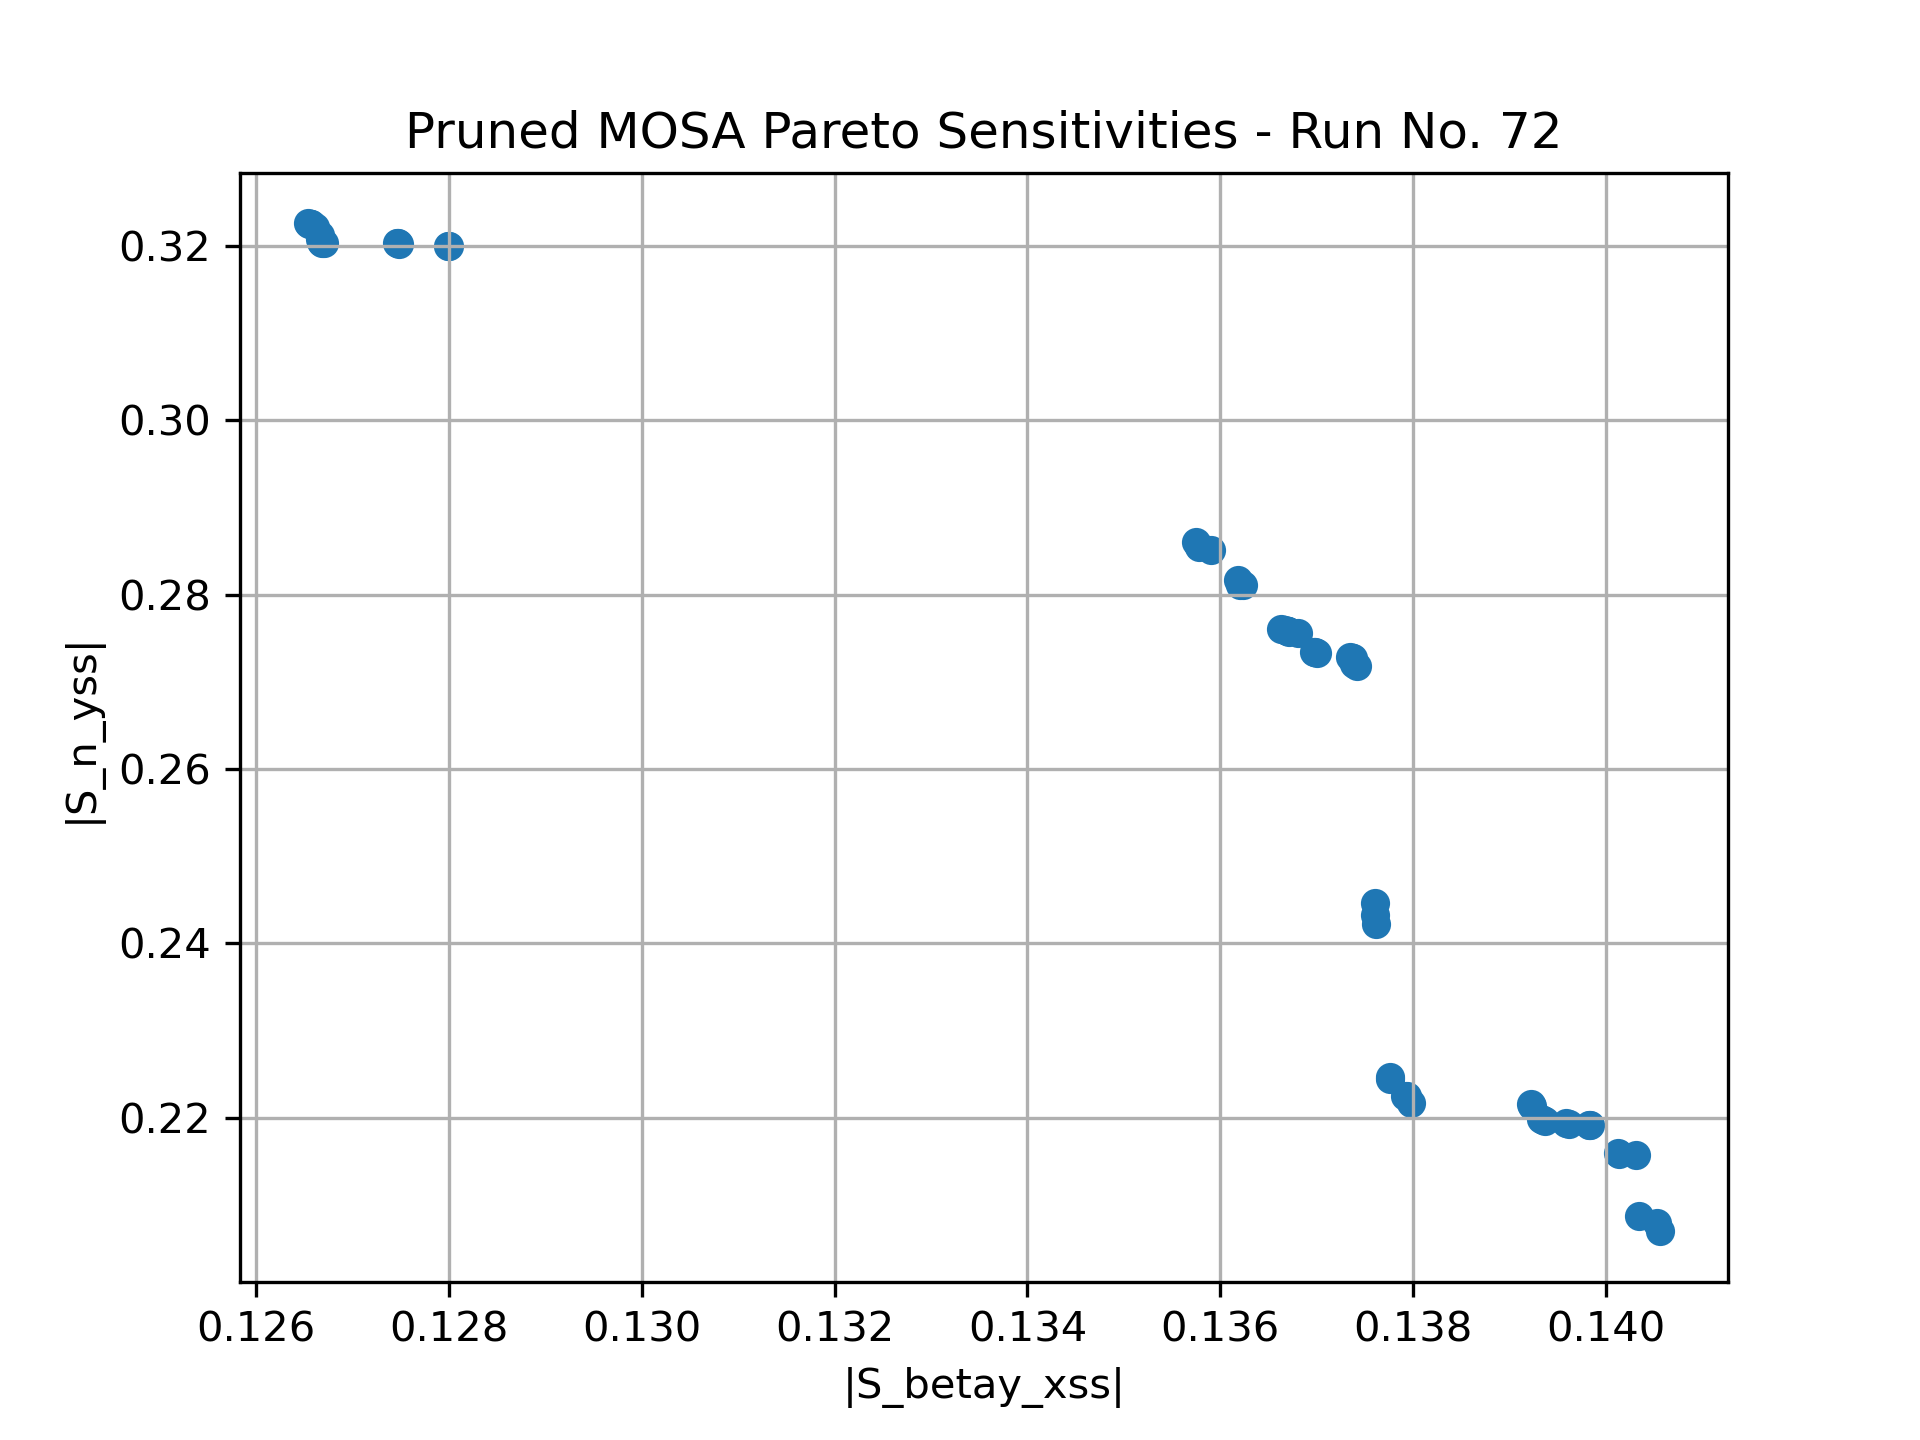 Pruned MOSA Pareto Sensitivities - Run No. 72
|S_n_yss|
0.32
0.30
0.28
0.26
0.24
0.22
0.126 0.128 0.130 0.132 0.134 0.136 0.138 0.140
|S_betay_xss|